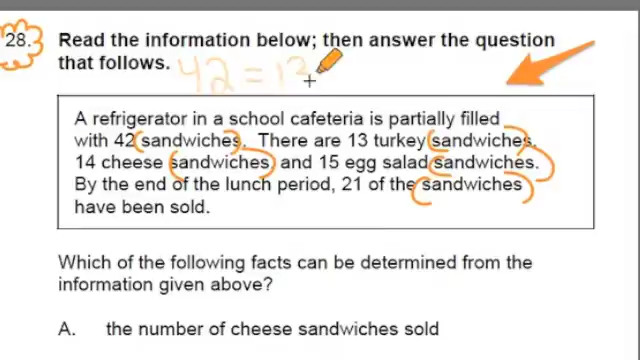 28. Read the information below; then answer the question
that follows. 42 = 13
A refrigerator in a school cafeteria is partially filled
with 42 sandwiches. There are 13 turkey sandwiches,
14 cheese sandwiches, and 15 egg salad sandwiches.
By the end of the lunch period, 21 of the sandwiches
have been sold.
Which of the following facts can be determined from the
information given above?
A. the number of cheese sandwiches sold